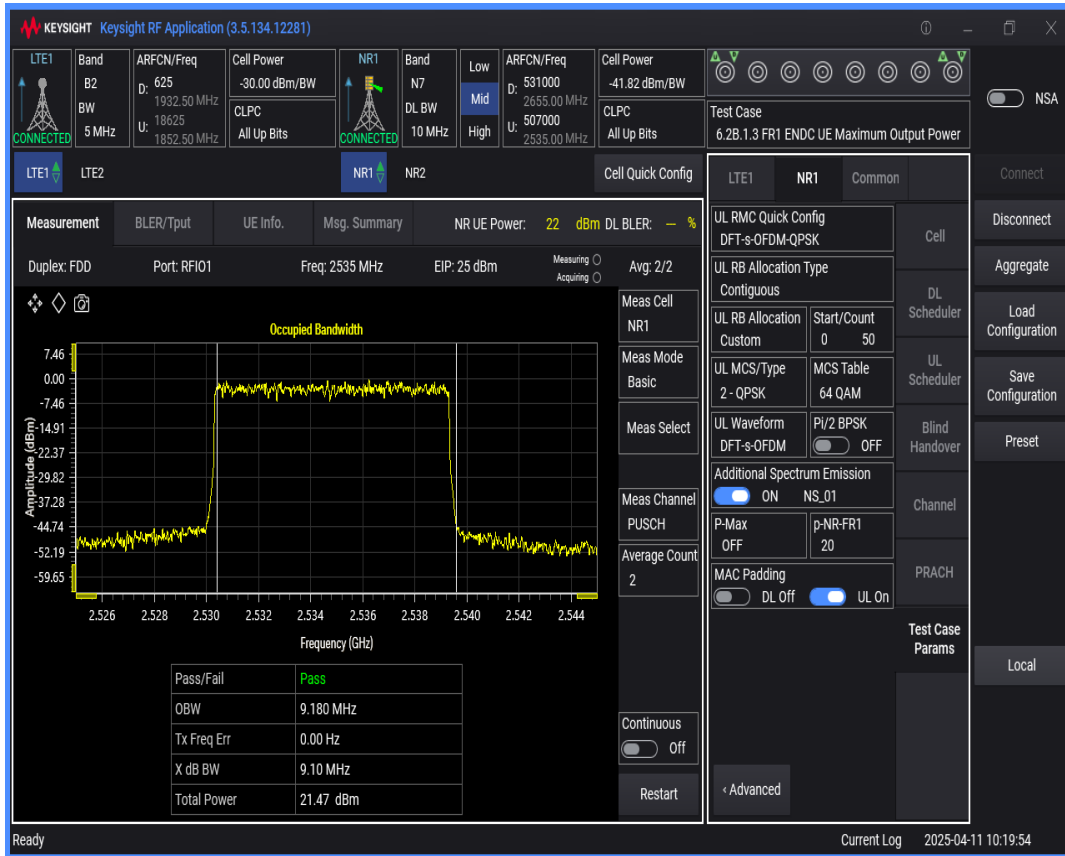 KEYSIGHT Keysight RF Application (3.5.134.12281)
LTE1
CONNECTED
Band
B2
BW
5 MHz
ARFCN/Freq
D: 625
1932.50 MHz
U: 18625
1852.50 MHz
Cell Power
-30.00 dBm/BW
CLPC
All Up Bits
NR1
CONNECTED
Band
N7
DL BW
10 MHz
Low
Mid
High
ARFCN/Freq
D: 531000
2655.00 MHz
U: 507000
2535.00 MHz
Cell Power
-41.82 dBm/BW
CLPC
All Up Bits
Test Case
6.2B.1.3 FR1 ENDC UE Maximum Output Power
NSA
LTE1 LTE2 NR1 NR2 Cell Quick Config
Measurement BLER/Tput UE Info. Msg. Summary NR UE Power: 22 dBm DL BLER: — %
Duplex: FDD Port: RFIO1 Freq: 2535 MHz EIP: 25 dBm Measuring Acquiring Avg: 2/2
Occupied Bandwidth
7.46
0.00
-7.46
-14.91
-22.37
-29.82
-37.28
-44.74
-52.19
-59.65
Amplitude (dBm)
2.526 2.528 2.530 2.532 2.534 2.536 2.538 2.540 2.542 2.544
Frequency (GHz)
Pass/Fail Pass
OBW 9.180 MHz
Tx Freq Err 0.00 Hz
X dB BW 9.10 MHz
Total Power 21.47 dBm
Meas Cell
NR1
Meas Mode
Basic
Meas Select
Meas Channel
PUSCH
Average Count
2
Continuous
Off
Restart
LTE1 NR1 Common
UL RMC Quick Config
DFT-s-OFDM-QPSK
UL RB Allocation Type
Contiguous
UL RB Allocation Start/Count
Custom 0 50
UL MCS/Type MCS Table
2 - QPSK 64 QAM
UL Waveform Pi/2 BPSK
DFT-s-OFDM OFF
Additional Spectrum Emission
ON NS_01
P-Max p-NR-FR1
OFF 20
MAC Padding
DL Off UL On
‹ Advanced
Cell
DL
Scheduler
UL
Scheduler
Blind
Handover
Channel
PRACH
Test Case
Params
Connect
Disconnect
Aggregate
Load
Configuration
Save
Configuration
Preset
Local
Ready Current Log 2025-04-11 10:19:54